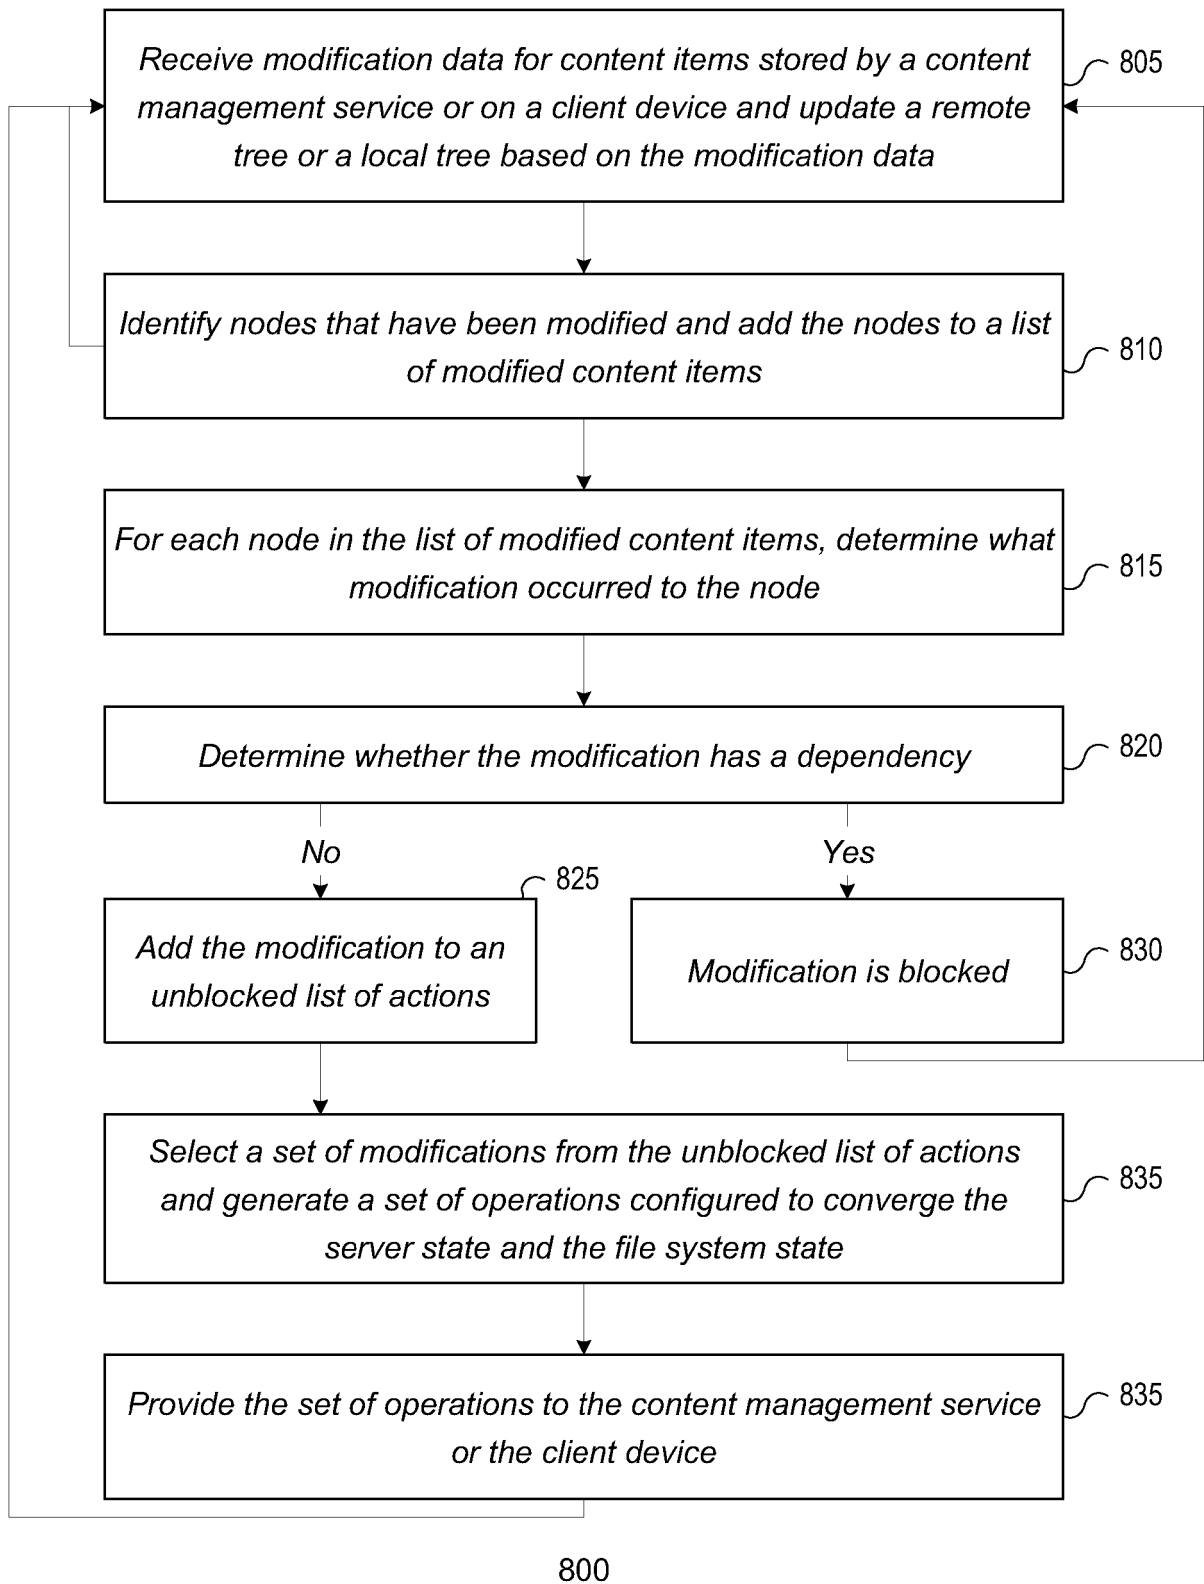 Receive modification data for content items stored by a content
management service or on a client device and update a remote
tree or a local tree based on the modification data
805
Identify nodes that have been modified and add the nodes to a list
of modified content items
810
For each node in the list of modified content items, determine what
modification occurred to the node
815
Determine whether the modification has a dependency
820
No
Yes
825
Add the modification to an
unblocked list of actions
Modification is blocked
830
Select a set of modifications from the unblocked list of actions
and generate a set of operations configured to converge the
server state and the file system state
835
Provide the set of operations to the content management service
or the client device
835
800